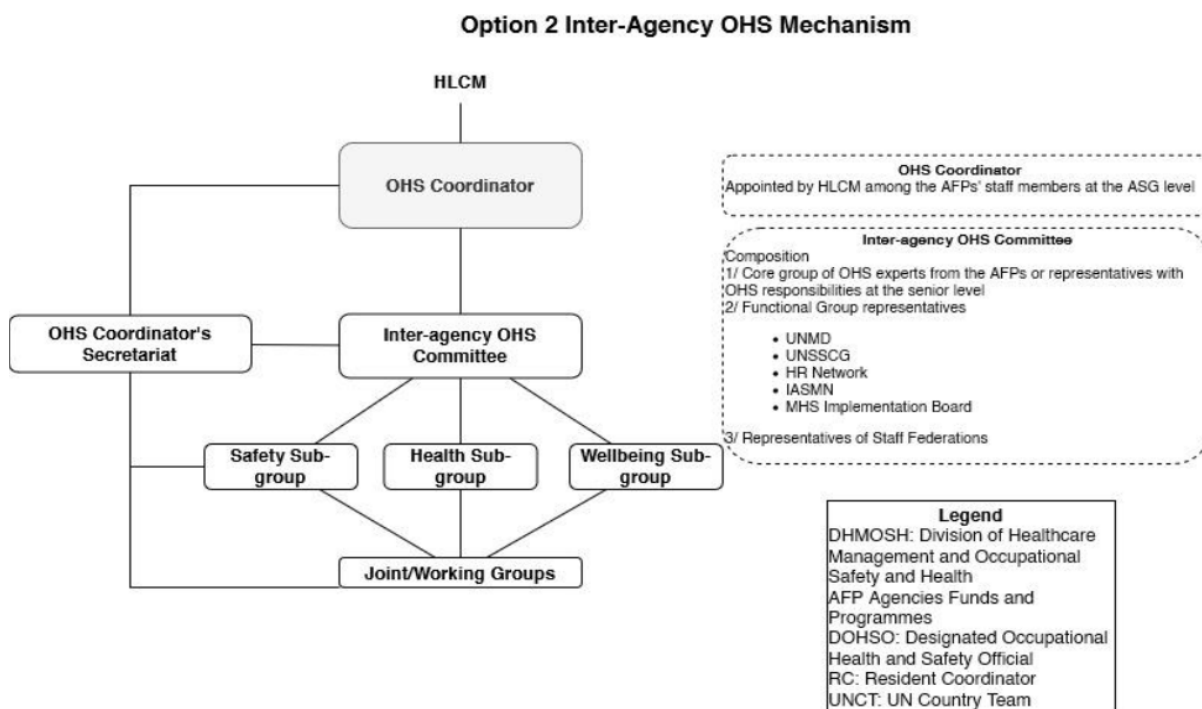 Option 2 Inter-Agency OHS Mechanism
HLCM
OHS Coordinator
OHS Coordinator's
Secretariat
Inter-agency OHS
Committee
Safety Sub-
group
Health Sub-
group
Wellbeing Sub-
group
Joint/Working Groups
OHS Coordinator
Appointed by HLCM among the AFPs' staff members at the ASG level
Inter-agency OHS Committee
Composition
1/ Core group of OHS experts from the AFPs or representatives with
OHS responsibilities at the senior level
2/ Functional Group representatives
• UNMD
• UNSSCG
• HR Network
• IASMN
• MHS Implementation Board
3/ Representatives of Staff Federations
Legend
DHMOSH: Division of Healthcare
Management and Occupational
Safety and Health
AFP Agencies Funds and
Programmes
DOHSO: Designated Occupational
Health and Safety Official
RC: Resident Coordinator
UNCT: UN Country Team